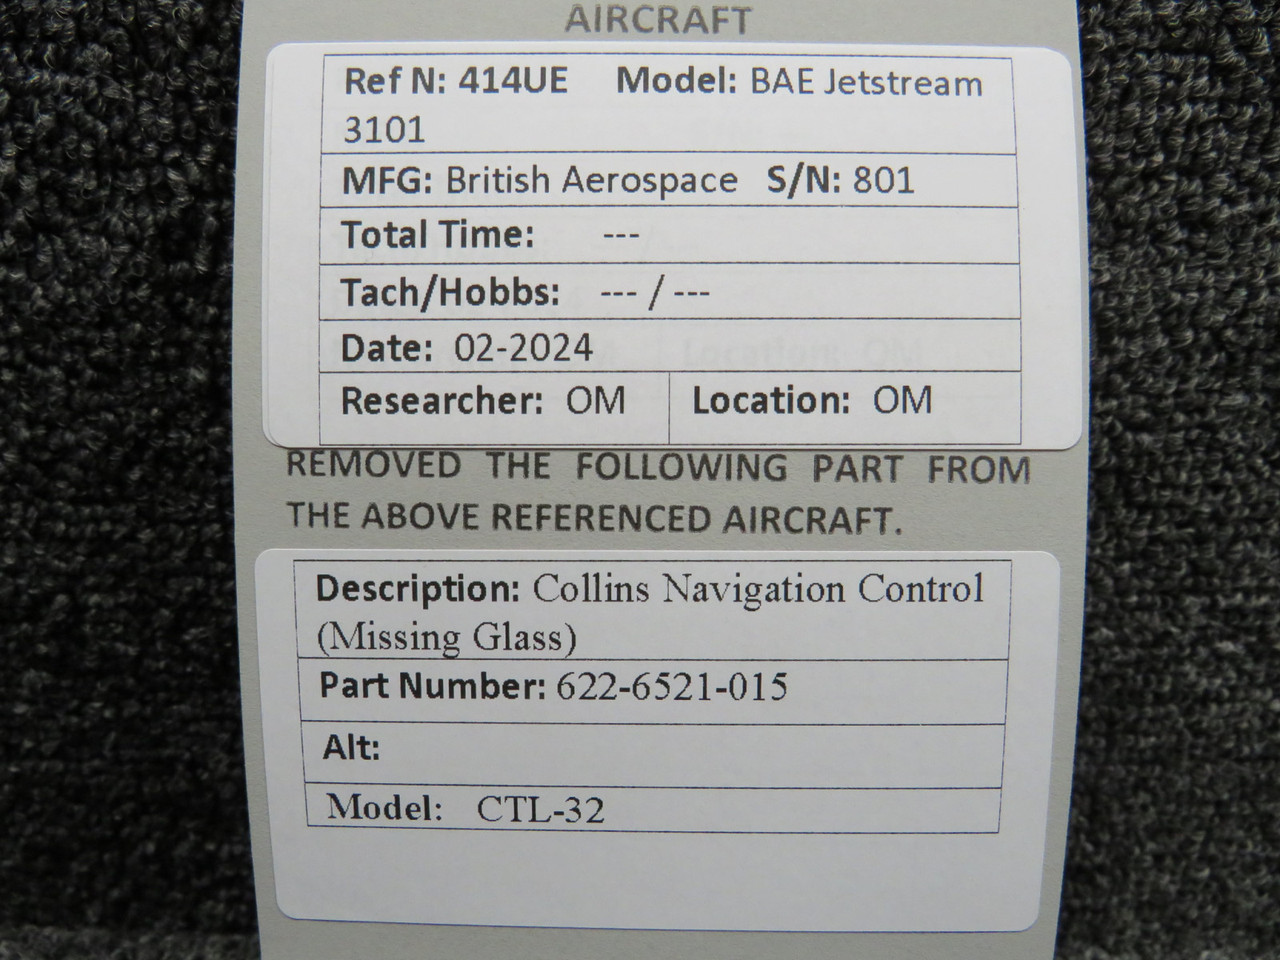 AIRCRAFT
Ref N: 414UE Model: BAE Jetstream
3101
MFG: British Aerospace S/N: 801
Total Time: ---
Tach/Hobbs: --- / ---
Date: 02-2024
Researcher: OM Location: OM
REMOVED THE FOLLOWING PART FROM
THE ABOVE REFERENCED AIRCRAFT.
Description: Collins Navigation Control
(Missing Glass)
Part Number: 622-6521-015
Alt:
Model: CTL-32